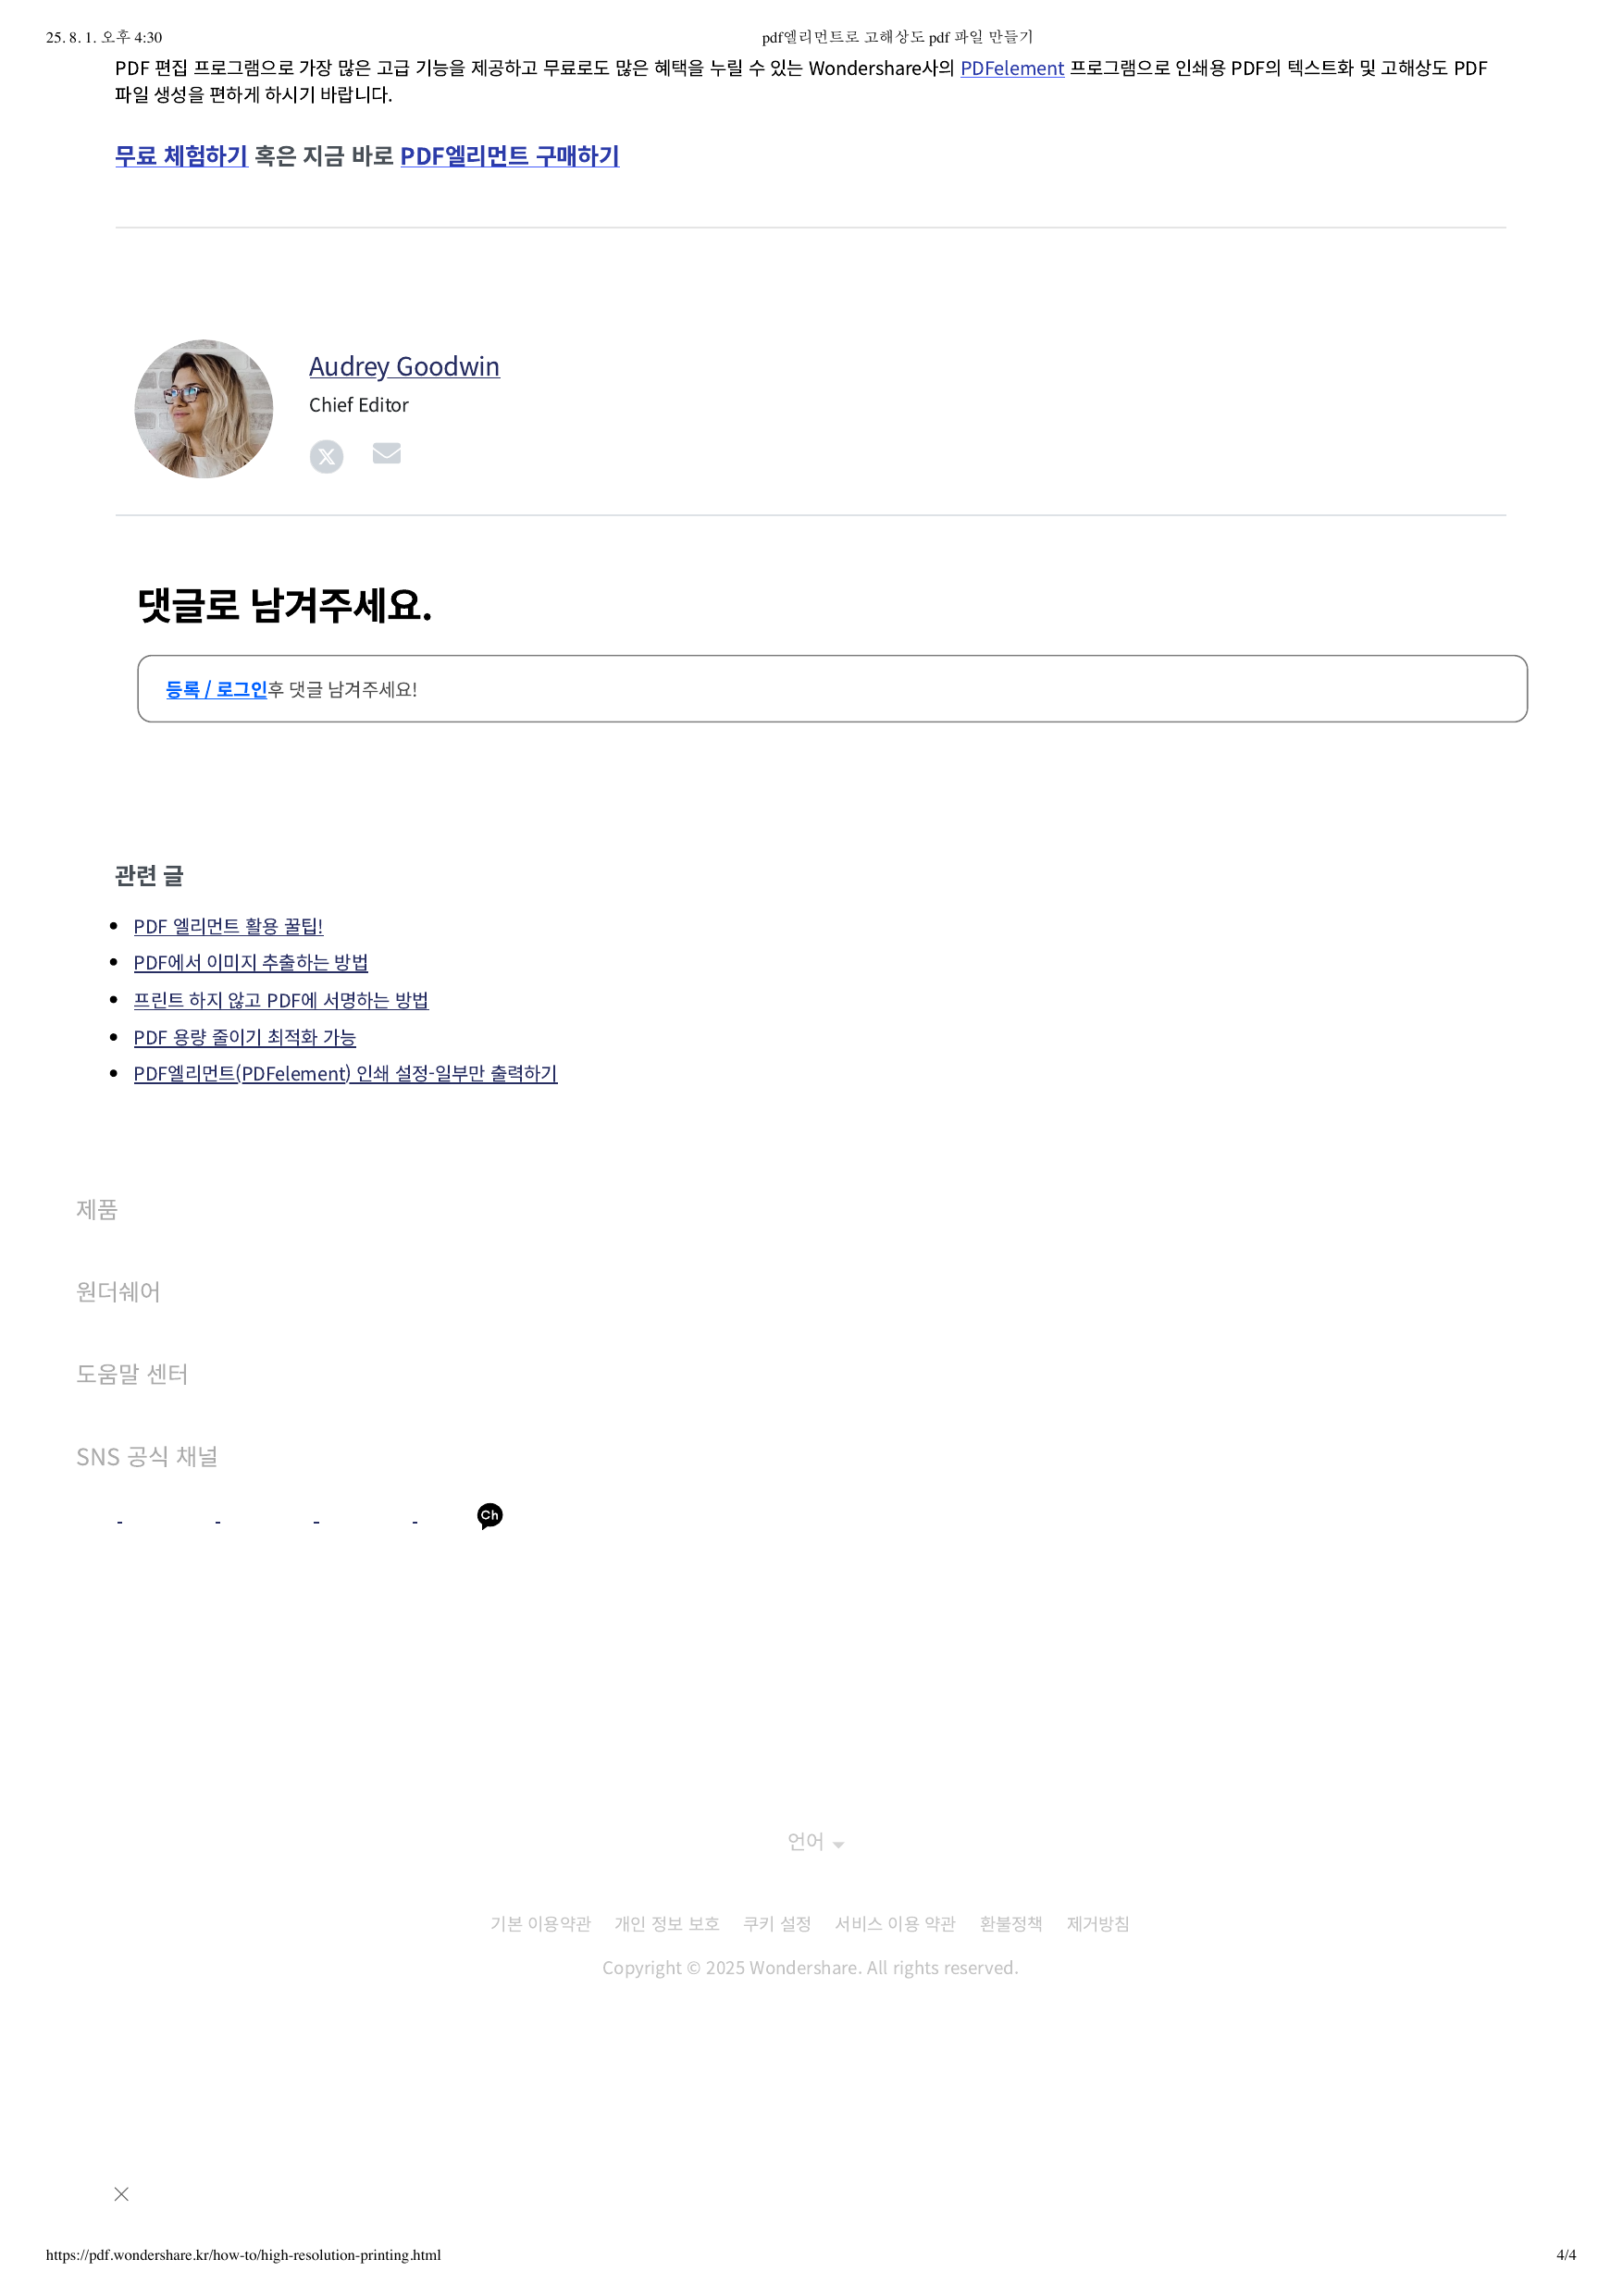 25. 8. 1. 오후 4:30
pdf엘리먼트로 고해상도 pdf 파일 만들기
PDF 편집 프로그램으로 가장 많은 고급 기능을 제공하고 무료로도 많은 혜택을 누릴 수 있는 Wondershare사의 PDFelement 프로그램으로 인쇄용 PDF의 텍스트화 및 고해상도 PDF
파일 생성을 편하게 하시기 바랍니다.
무료 체험하기 혹은 지금 바로 PDF엘리먼트 구매하기
Audrey Goodwin
Chief Editor
댓글로 남겨주세요.
등록 / 로그인후 댓글 남겨주세요!
관련 글
• PDF 엘리먼트 활용 꿀팁!
• PDF에서 이미지 추출하는 방법
• 프린트 하지 않고 PDF에 서명하는 방법
• PDF 용량 줄이기 최적화 가능
• PDF엘리먼트(PDFelement) 인쇄 설정-일부만 출력하기
제품
원더쉐어
도움말 센터
SNS 공식 채널
- - - - Ch
언어
기본 이용약관 개인 정보 보호 쿠키 설정 서비스 이용 약관 환불정책 제거방침
Copyright © 2025 Wondershare. All rights reserved.
https://pdf.wondershare.kr/how-to/high-resolution-printing.html
4/4